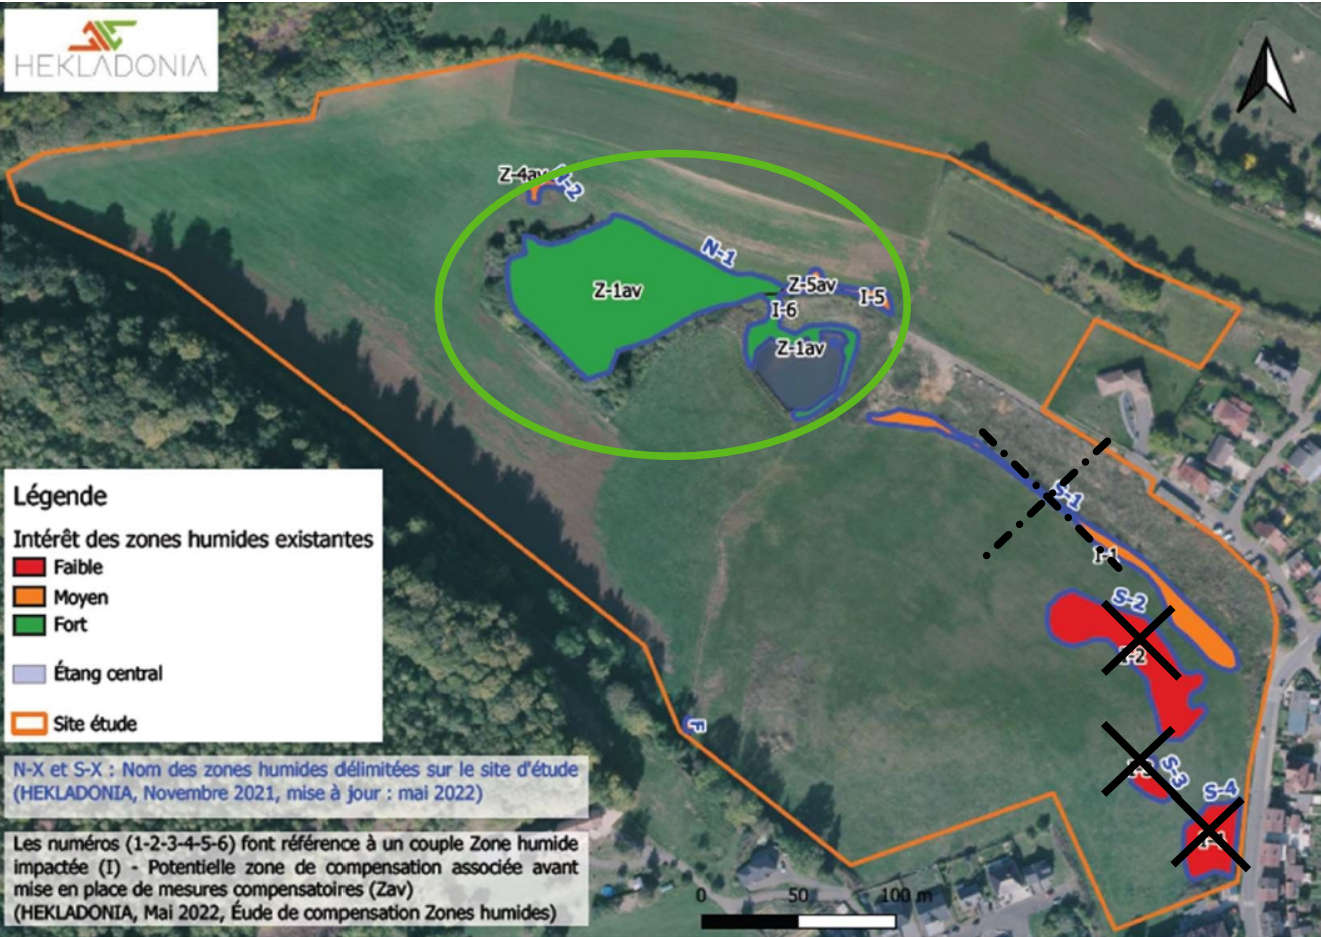 HEKLADONIA
Z-4av
Z-1av
N-1
Z-5av
I-5
I-6
Z-1av
S-1
I-1
S-2
I-2
S-3
S-4
F
Légende
Intérêt des zones humides existantes
Faible
Moyen
Fort
Étang central
Site étude
N-X et S-X : Nom des zones humides délimitées sur le site d'étude
(HEKLADONIA, Novembre 2021, mise à jour : mai 2022)
Les numéros (1-2-3-4-5-6) font référence à un couple Zone humide
impactée (I) - Potentielle zone de compensation associée avant
mise en place de mesures compensatoires (Zav)
(HEKLADONIA, Mai 2022, Éude de compensation Zones humides)
0 50 100 m